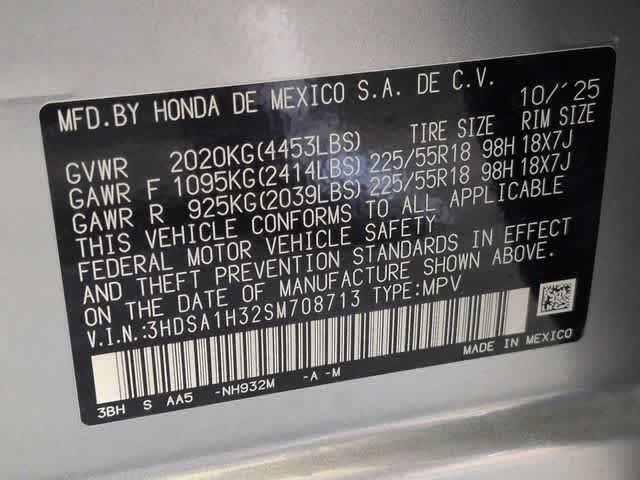 MFD.BY HONDA DE MEXICO S.A. DE C.V. 10/'25
TIRE SIZE RIM SIZE
GVWR 2020KG(4453LBS)
GAWR F 1095KG(2414LBS) 225/55R18 98H 18X7J
GAWR R 925KG(2039LBS) 225/55R18 98H 18X7J
THIS VEHICLE CONFORMS TO ALL APPLICABLE
FEDERAL MOTOR VEHICLE SAFETY
AND THEFT PREVENTION STANDARDS IN EFFECT
ON THE DATE OF MANUFACTURE SHOWN ABOVE.
V.I.N.:3HDSA1H32SM708713 TYPE:MPV
MADE IN MEXICO
3BH S AA5 -NH932M -A -M